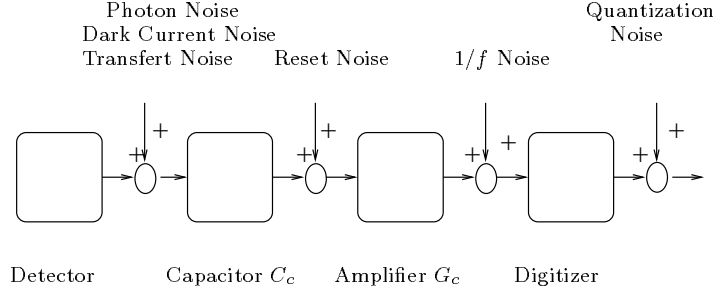 Photon Noise
Quantization
Dark Current Noise
Noise
Transfert Noise
Reset Noise
1/f Noise
+
+
+
+
+
+
+
+
Detector
Capacitor C_c
Amplifier G_c
Digitizer